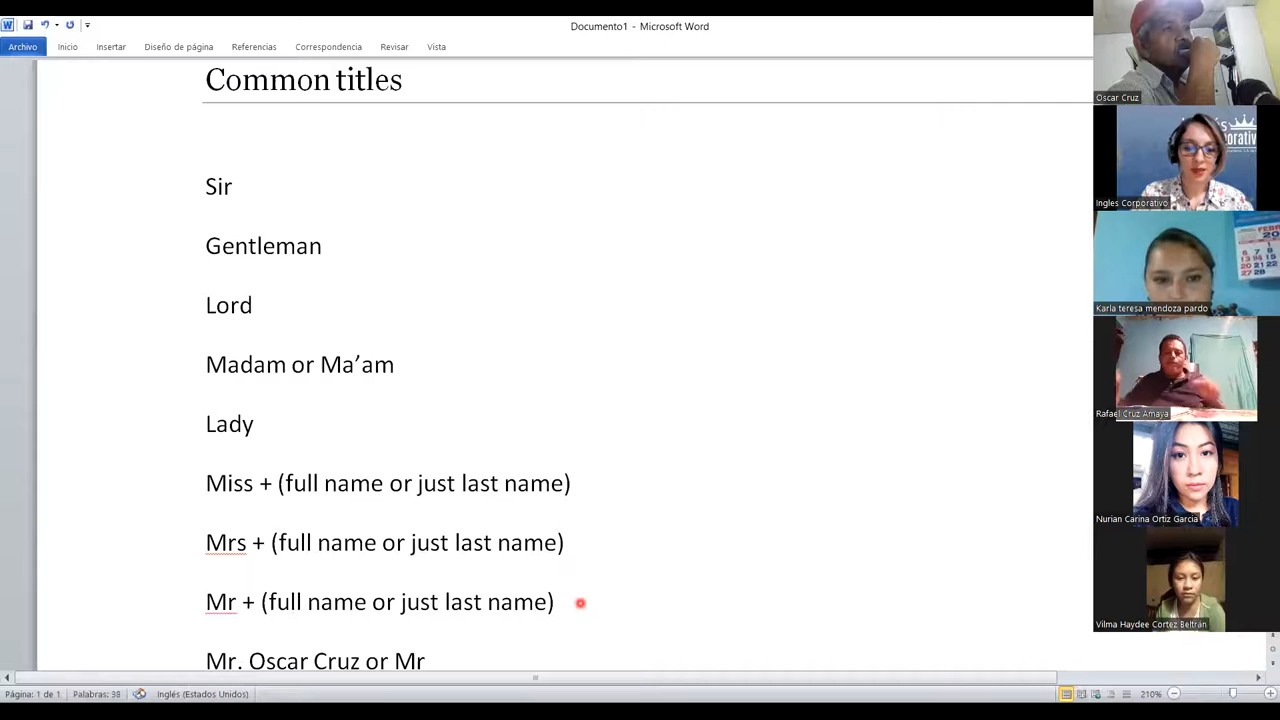 Documento1 - Microsoft Word
Archivo Inicio Insertar Diseño de página Referencias Correspondencia Revisar Vista
Common titles
Sir
Gentleman
Lord
Madam or Ma’am
Lady
Miss + (full name or just last name)
Mrs + (full name or just last name)
Mr + (full name or just last name)
Mr. Oscar Cruz or Mr
Página: 1 de 1 Palabras: 38 Inglés (Estados Unidos) 210%
Oscar Cruz
Ingles Corporativo
Karla teresa mendoza pardo
Rafael Cruz Amaya
Nurian Carina Ortiz Garcia
Vilma Haydee Cortez Beltrán